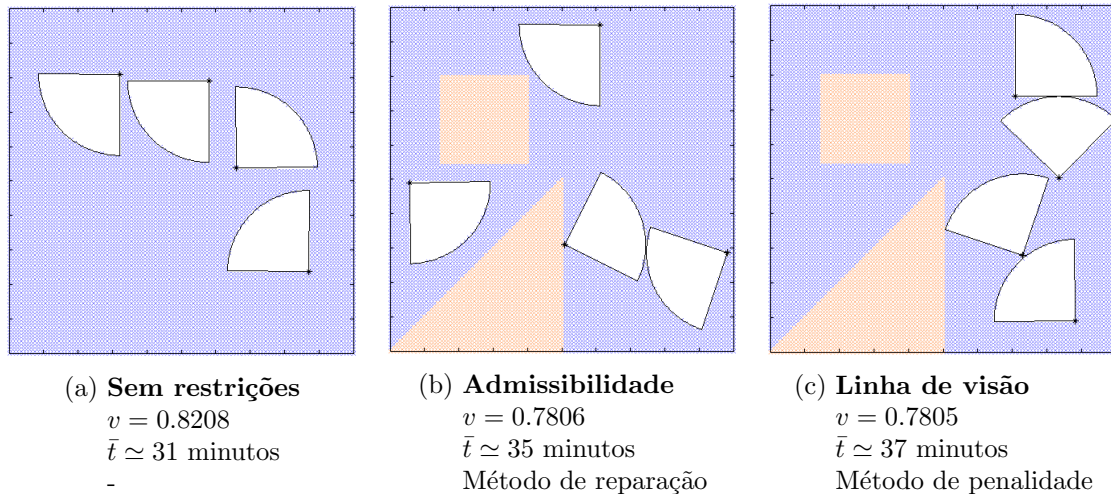 (a) Sem restrições
v = 0.8208
t̄ ≃ 31 minutos
-
(b) Admissibilidade
v = 0.7806
t̄ ≃ 35 minutos
Método de reparação
(c) Linha de visão
v = 0.7805
t̄ ≃ 37 minutos
Método de penalidade